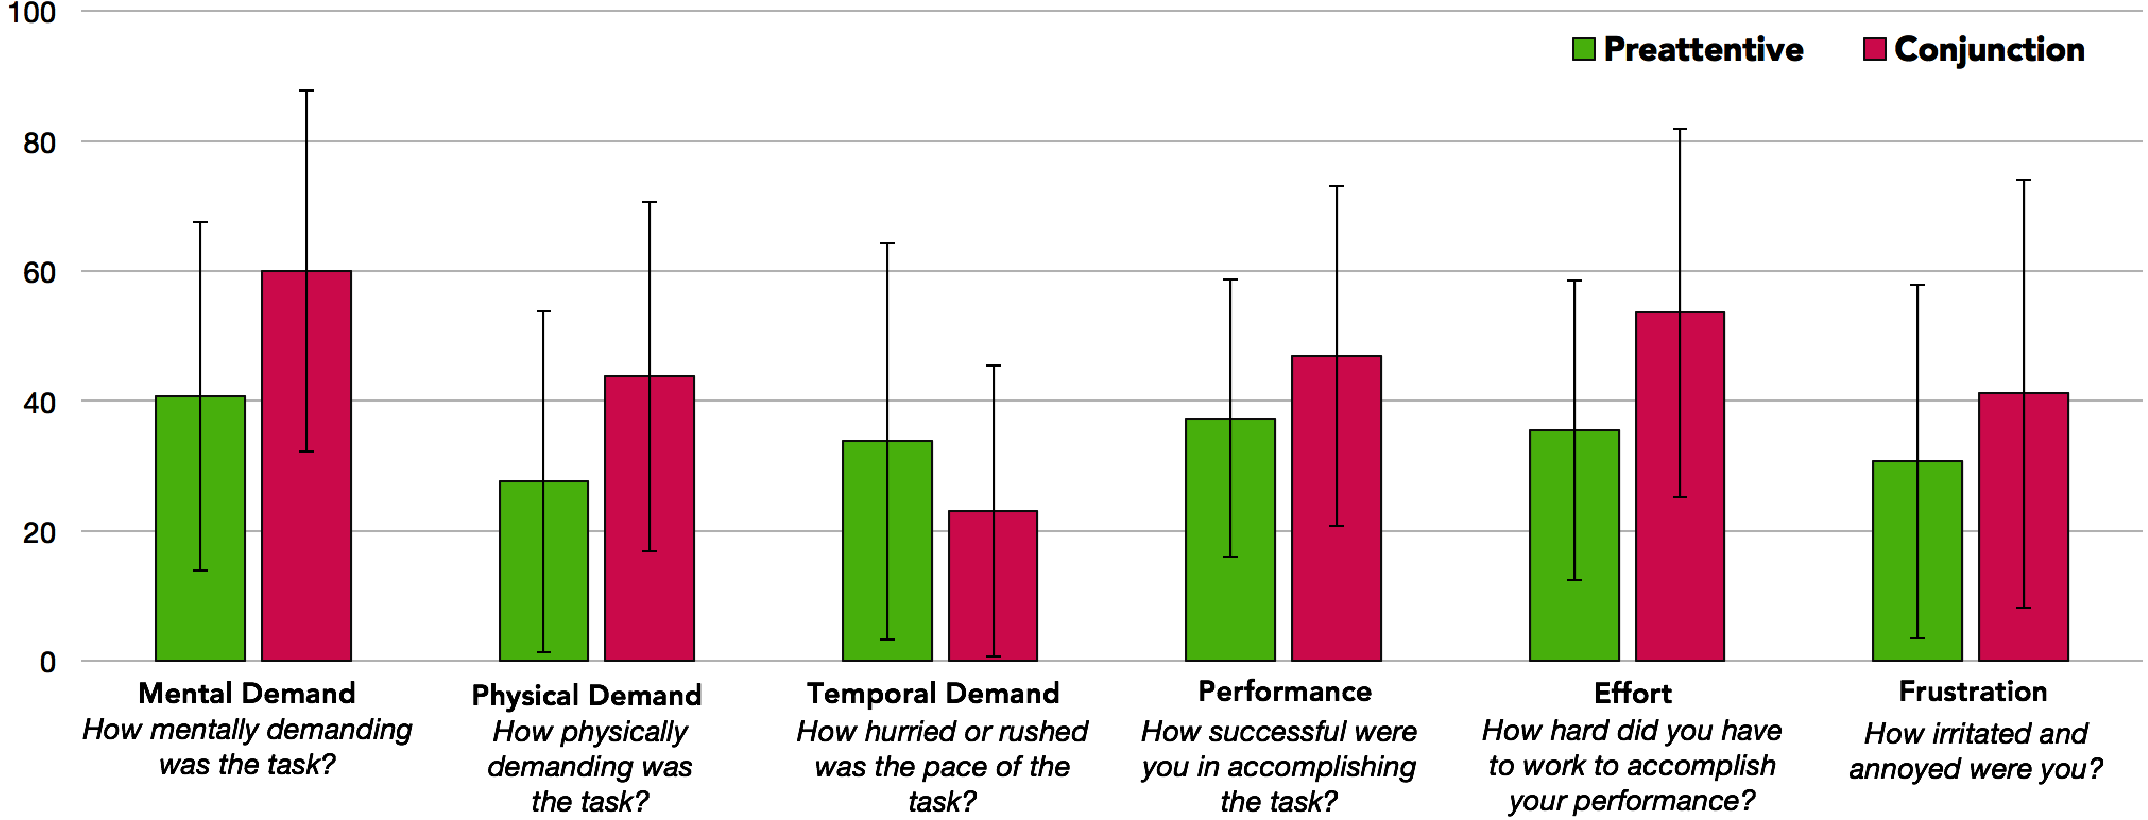 100
Preattentive Conjunction
80
60
40
20
0
Mental Demand
How mentally demanding
was the task?
Physical Demand
How physically
demanding was
the task?
Temporal Demand
How hurried or rushed
was the pace of the
task?
Performance
How successful were
you in accomplishing
the task?
Effort
How hard did you have
to work to accomplish
your performance?
Frustration
How irritated and
annoyed were you?